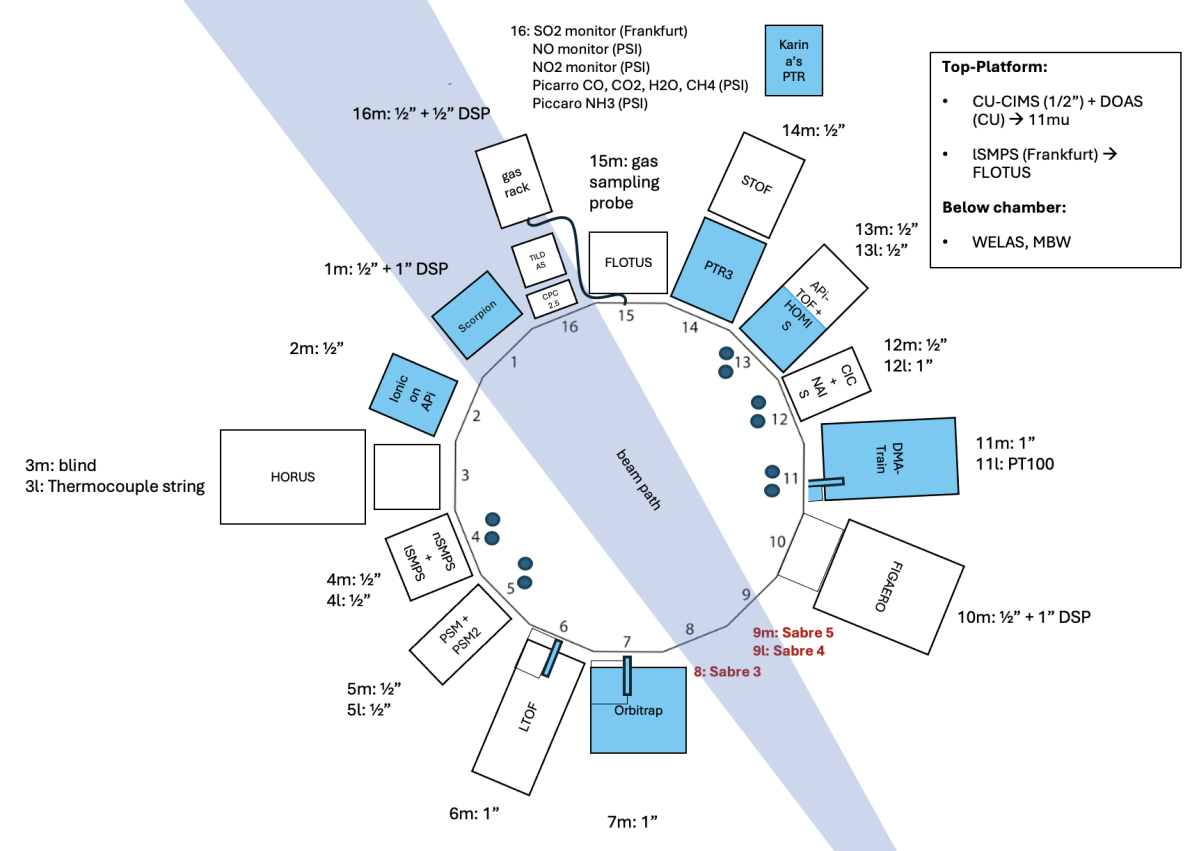 16: SO2 monitor (Frankfurt)
NO monitor (PSI)
NO2 monitor (PSI)
Picarro CO, CO2, H2O, CH4 (PSI)
Piccaro NH3 (PSI)
Karin
a’s
PTR
Top-Platform:
• CU-CIMS (1/2”) + DOAS
(CU) → 11mu
• lSMPS (Frankfurt) →
FLOTUS
Below chamber:
• WELAS, MBW
16m: ½” + ½” DSP
gas
rack
15m: gas
sampling
probe
14m: ½”
STOF
PTR3
13m: ½”
13l: ½”
APi-
TOF +
HOMI
S
TILD
AS
CPC
2.5
FLOTUS
1m: ½” + 1” DSP
Scorpion
2m: ½”
Ionic
on
APi
12m: ½”
12l: 1”
CIC
+
NAI
S
11m: 1”
11l: PT100
DMA-
Train
3m: blind
3l: Thermocouple string
HORUS
16
15
14
13
12
11
10
9
8
7
6
5
4
3
2
1
beam path
nSMPS
+
lSMPS
4m: ½”
4l: ½”
PSM +
PSM2
5m: ½”
5l: ½”
LTOF
6m: 1”
Orbitrap
7m: 1”
8: Sabre 3
9m: Sabre 5
9l: Sabre 4
FIGAERO
10m: ½” + 1” DSP